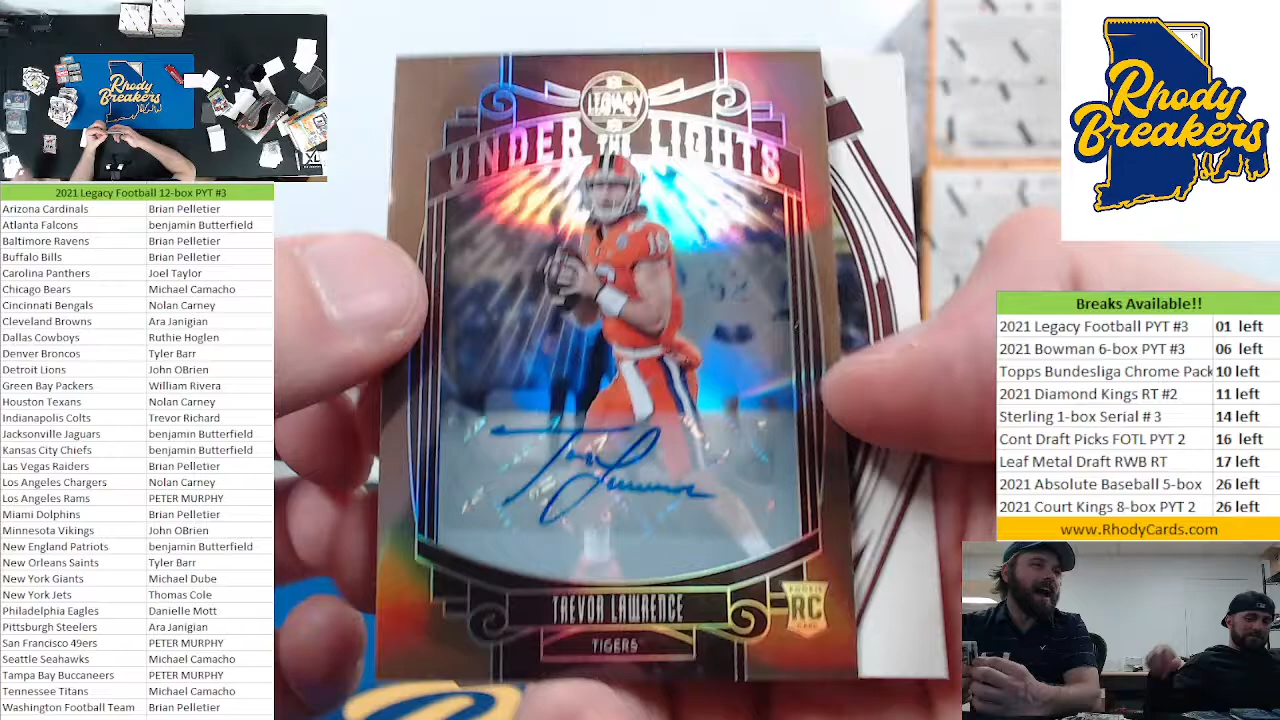 Rhody
Breakers
2021 Legacy Football 12-box PYT #3
Arizona Cardinals Brian Pelletier
Atlanta Falcons benjamin Butterfield
Baltimore Ravens Brian Pelletier
Buffalo Bills Brian Pelletier
Carolina Panthers Joel Taylor
Chicago Bears Michael Camacho
Cincinnati Bengals Nolan Carney
Cleveland Browns Ara Janigian
Dallas Cowboys Ruthie Hoglen
Denver Broncos Tyler Barr
Detroit Lions John OBrien
Green Bay Packers William Rivera
Houston Texans Nolan Carney
Indianapolis Colts Trevor Richard
Jacksonville Jaguars benjamin Butterfield
Kansas City Chiefs benjamin Butterfield
Las Vegas Raiders Brian Pelletier
Los Angeles Chargers Nolan Carney
Los Angeles Rams PETER MURPHY
Miami Dolphins Brian Pelletier
Minnesota Vikings John OBrien
New England Patriots benjamin Butterfield
New Orleans Saints Tyler Barr
New York Giants Michael Dube
New York Jets Thomas Cole
Philadelphia Eagles Danielle Mott
Pittsburgh Steelers Ara Janigian
San Francisco 49ers PETER MURPHY
Seattle Seahawks Michael Camacho
Tampa Bay Buccaneers PETER MURPHY
Tennessee Titans Michael Camacho
Washington Football Team Brian Pelletier
LEGACY
UNDER THE LIGHTS
TREVOR LAWRENCE
TIGERS
ROOKIE
RC
CARD
Rhody
Breakers
Breaks Available!!
2021 Legacy Football PYT #3 01 left
2021 Bowman 6-box PYT #3 06 left
Topps Bundesliga Chrome Pack 10 left
2021 Diamond Kings RT #2 11 left
Sterling 1-box Serial # 3 14 left
Cont Draft Picks FOTL PYT 2 16 left
Leaf Metal Draft RWB RT 17 left
2021 Absolute Baseball 5-box 26 left
2021 Court Kings 8-box PYT 2 26 left
www.RhodyCards.com